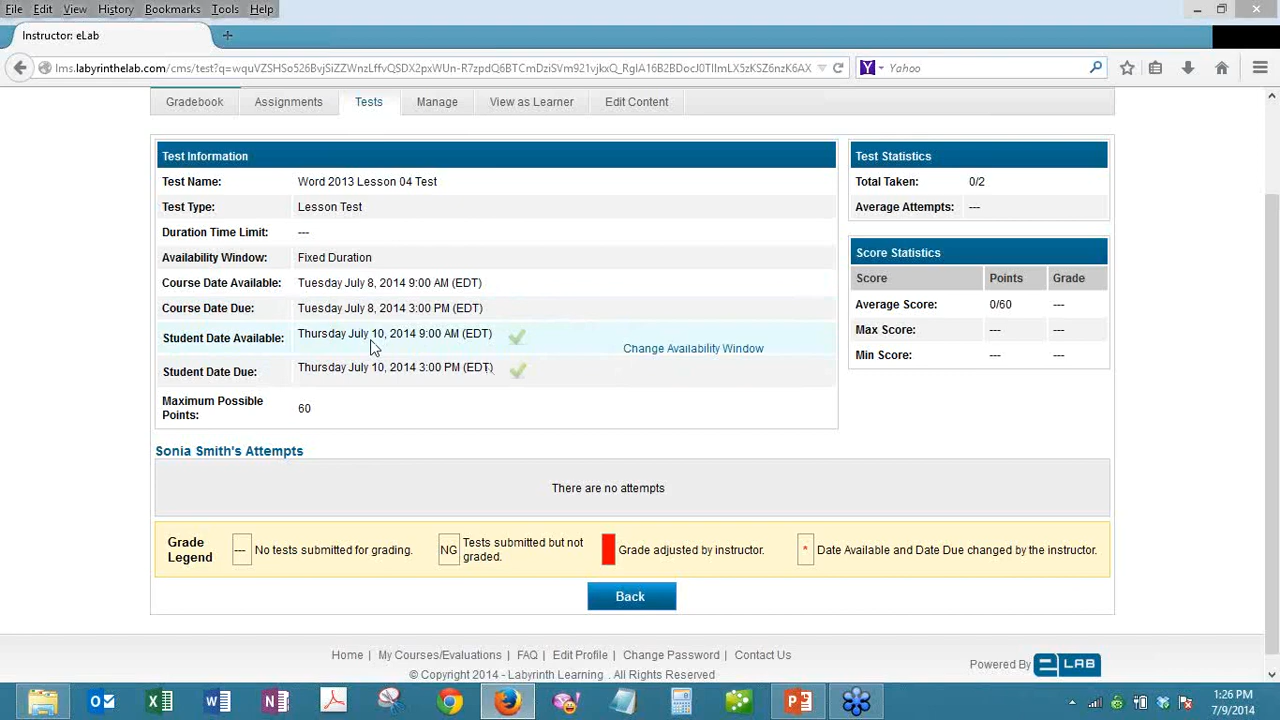 File Edit View History Bookmarks Tools Help
Instructor: eLab
lms.labyrinthelab.com/cms/test?q=
Yahoo
Gradebook Assignments Tests Manage View as Learner Edit Content
Test Information
Test Name: Word 2013 Lesson 04 Test
Test Type: Lesson Test
Duration Time Limit: ---
Availability Window: Fixed Duration
Course Date Available: Tuesday July 8, 2014 9:00 AM (EDT)
Course Date Due: Tuesday July 8, 2014 3:00 PM (EDT)
Student Date Available: Thursday July 10, 2014 9:00 AM (EDT)
Change Availability Window
Student Date Due: Thursday July 10, 2014 3:00 PM (EDT)
Maximum Possible
Points: 60
Test Statistics
Total Taken: 0/2
Average Attempts: ---
Score Statistics
Score Points Grade
Average Score: 0/60 ---
Max Score: --- ---
Min Score: --- ---
Sonia Smith's Attempts
There are no attempts
Grade
Legend
--- No tests submitted for grading.
NG Tests submitted but not
graded.
Grade adjusted by instructor.
* Date Available and Date Due changed by the instructor.
Back
Home | My Courses/Evaluations | FAQ | Edit Profile | Change Password | Contact Us
© Copyright 2014 - Labyrinth Learning . All Rights Reserved
Powered By ELAB
1:26 PM
7/9/2014